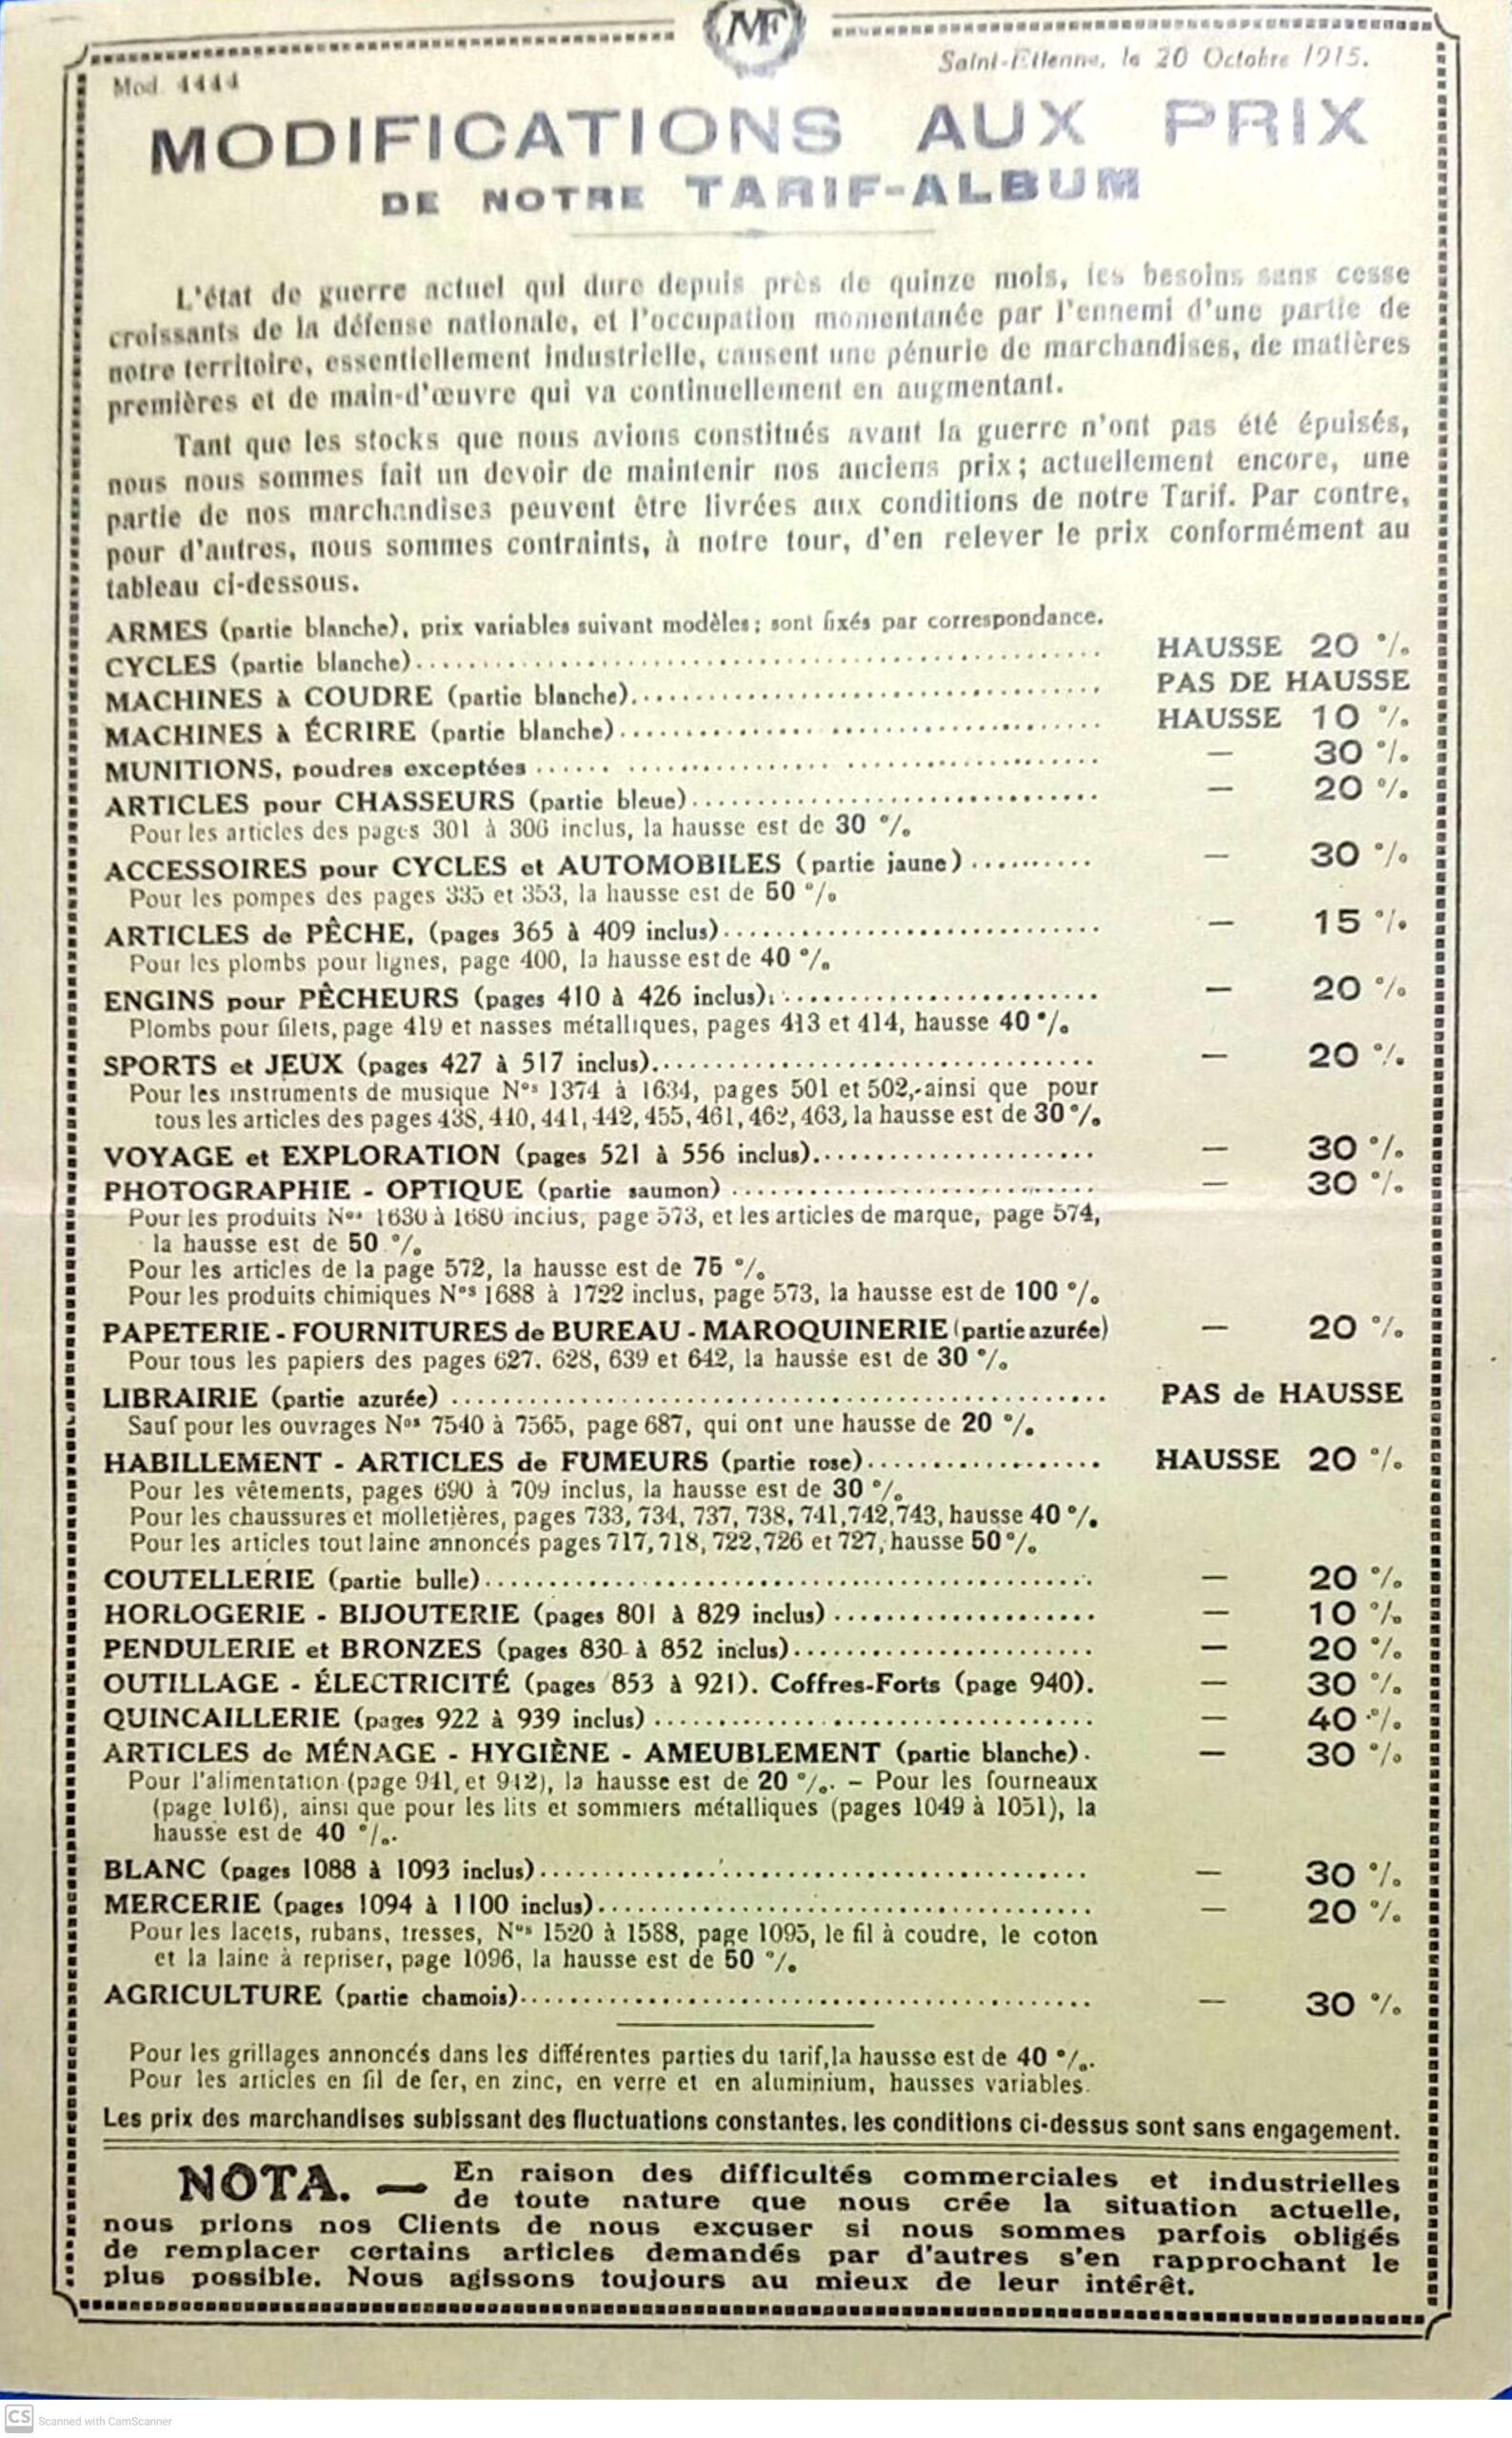 MF
Saint-Etienne, le 20 Octobre 1915.
Mod. 4444
MODIFICATIONS AUX PRIX
DE NOTRE TARIF-ALBUM
L'état de guerre actuel qui dure depuis près de quinze mois, les besoins sans cesse
croissants de la défense nationale, et l'occupation momentanée par l'ennemi d'une partie de
notre territoire, essentiellement industrielle, causent une pénurie de marchandises, de matières
premières et de main-d'œuvre qui va continuellement en augmentant.
Tant que les stocks que nous avions constitués avant la guerre n'ont pas été épuisés,
nous nous sommes fait un devoir de maintenir nos anciens prix; actuellement encore, une
partie de nos marchandises peuvent être livrées aux conditions de notre Tarif. Par contre,
pour d'autres, nous sommes contraints, à notre tour, d'en relever le prix conformément au
tableau ci-dessous.
ARMES (partie blanche), prix variables suivant modèles; sont fixés par correspondance.
CYCLES (partie blanche)........ HAUSSE 20 %
MACHINES à COUDRE (partie blanche)........ PAS DE HAUSSE
MACHINES à ÉCRIRE (partie blanche)........ HAUSSE 10 %
MUNITIONS, poudres exceptées ........ — 30 %
ARTICLES pour CHASSEURS (partie bleue)........ — 20 %
Pour les articles des pages 301 à 306 inclus, la hausse est de 30 %
ACCESSOIRES pour CYCLES et AUTOMOBILES (partie jaune) ........ — 30 %
Pour les pompes des pages 335 et 353, la hausse est de 50 %
ARTICLES de PÊCHE, (pages 365 à 409 inclus)........ — 15 %
Pour les plombs pour lignes, page 400, la hausse est de 40 %
ENGINS pour PÊCHEURS (pages 410 à 426 inclus)........ — 20 %
Plombs pour filets, page 419 et nasses métalliques, pages 413 et 414, hausse 40 %
SPORTS et JEUX (pages 427 à 517 inclus)........ — 20 %
Pour les instruments de musique Nos 1374 à 1634, pages 501 et 502, ainsi que pour
tous les articles des pages 438, 440, 441, 442, 455, 461, 462, 463, la hausse est de 30 %
VOYAGE et EXPLORATION (pages 521 à 556 inclus)........ — 30 %
PHOTOGRAPHIE - OPTIQUE (partie saumon) ........ — 30 %
Pour les produits Nos 1630 à 1680 inclus, page 573, et les articles de marque, page 574,
la hausse est de 50 %
Pour les articles de la page 572, la hausse est de 75 %
Pour les produits chimiques Nos 1688 à 1722 inclus, page 573, la hausse est de 100 %
PAPETERIE - FOURNITURES de BUREAU - MAROQUINERIE (partie azurée) — 20 %
Pour tous les papiers des pages 627, 628, 639 et 642, la hausse est de 30 %
LIBRAIRIE (partie azurée) ........ PAS de HAUSSE
Sauf pour les ouvrages Nos 7540 à 7565, page 687, qui ont une hausse de 20 %
HABILLEMENT - ARTICLES de FUMEURS (partie rose)........ HAUSSE 20 %
Pour les vêtements, pages 690 à 709 inclus, la hausse est de 30 %
Pour les chaussures et molletières, pages 733, 734, 737, 738, 741, 742, 743, hausse 40 %
Pour les articles tout laine annoncés pages 717, 718, 722, 726 et 727, hausse 50 %
COUTELLERIE (partie bulle)........ — 20 %
HORLOGERIE - BIJOUTERIE (pages 801 à 829 inclus) ........ — 10 %
PENDULERIE et BRONZES (pages 830 à 852 inclus)........ — 20 %
OUTILLAGE - ÉLECTRICITÉ (pages 853 à 921). Coffres-Forts (page 940). — 30 %
QUINCAILLERIE (pages 922 à 939 inclus) ........ — 40 %
ARTICLES de MÉNAGE - HYGIÈNE - AMEUBLEMENT (partie blanche). — 30 %
Pour l'alimentation (page 941, et 942), la hausse est de 20 %. – Pour les fourneaux
(page 1016), ainsi que pour les lits et sommiers métalliques (pages 1049 à 1051), la
hausse est de 40 %.
BLANC (pages 1088 à 1093 inclus)........ — 30 %
MERCERIE (pages 1094 à 1100 inclus)........ — 20 %
Pour les lacets, rubans, tresses, Nos 1520 à 1588, page 1095, le fil à coudre, le coton
et la laine à repriser, page 1096, la hausse est de 50 %
AGRICULTURE (partie chamois)........ — 30 %
Pour les grillages annoncés dans les différentes parties du tarif, la hausse est de 40 %.
Pour les articles en fil de fer, en zinc, en verre et en aluminium, hausses variables.
Les prix des marchandises subissant des fluctuations constantes, les conditions ci-dessus sont sans engagement.
NOTA. — En raison des difficultés commerciales et industrielles
de toute nature que nous crée la situation actuelle,
nous prions nos Clients de nous excuser si nous sommes parfois obligés
de remplacer certains articles demandés par d'autres s'en rapprochant le
plus possible. Nous agissons toujours au mieux de leur intérêt.
CS Scanned with CamScanner